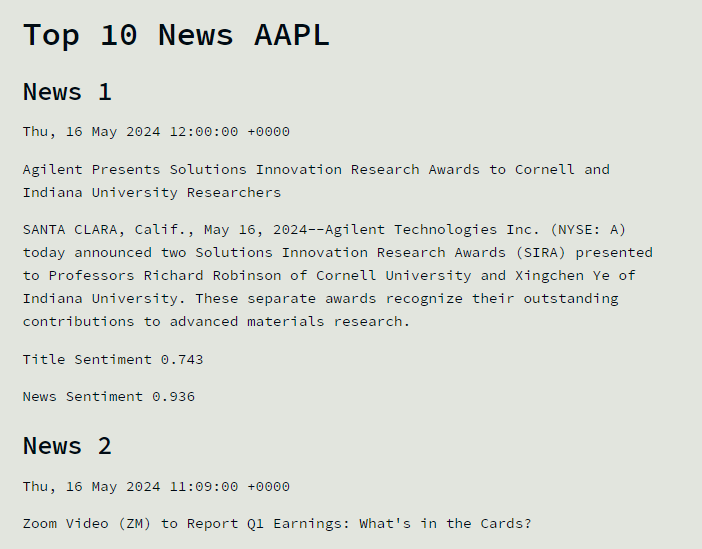 Top 10 News AAPL
News 1
Thu, 16 May 2024 12:00:00 +0000
Agilent Presents Solutions Innovation Research Awards to Cornell and
Indiana University Researchers
SANTA CLARA, Calif., May 16, 2024--Agilent Technologies Inc. (NYSE: A)
today announced two Solutions Innovation Research Awards (SIRA) presented
to Professors Richard Robinson of Cornell University and Xingchen Ye of
Indiana University. These separate awards recognize their outstanding
contributions to advanced materials research.
Title Sentiment 0.743
News Sentiment 0.936
News 2
Thu, 16 May 2024 11:09:00 +0000
Zoom Video (ZM) to Report Q1 Earnings: What's in the Cards?